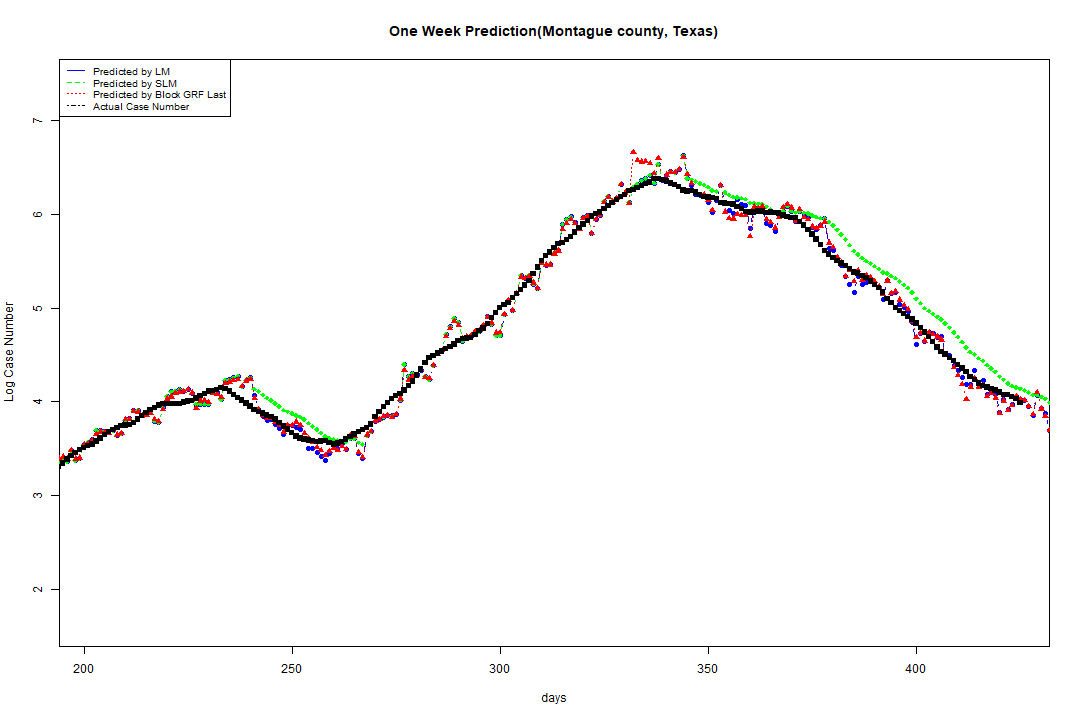 One Week Prediction(Montague county, Texas)
Predicted by LM
Predicted by SLM
Predicted by Block GRF Last
Actual Case Number
7
6
5
4
3
2
Log Case Number
200 250 300 350 400
days